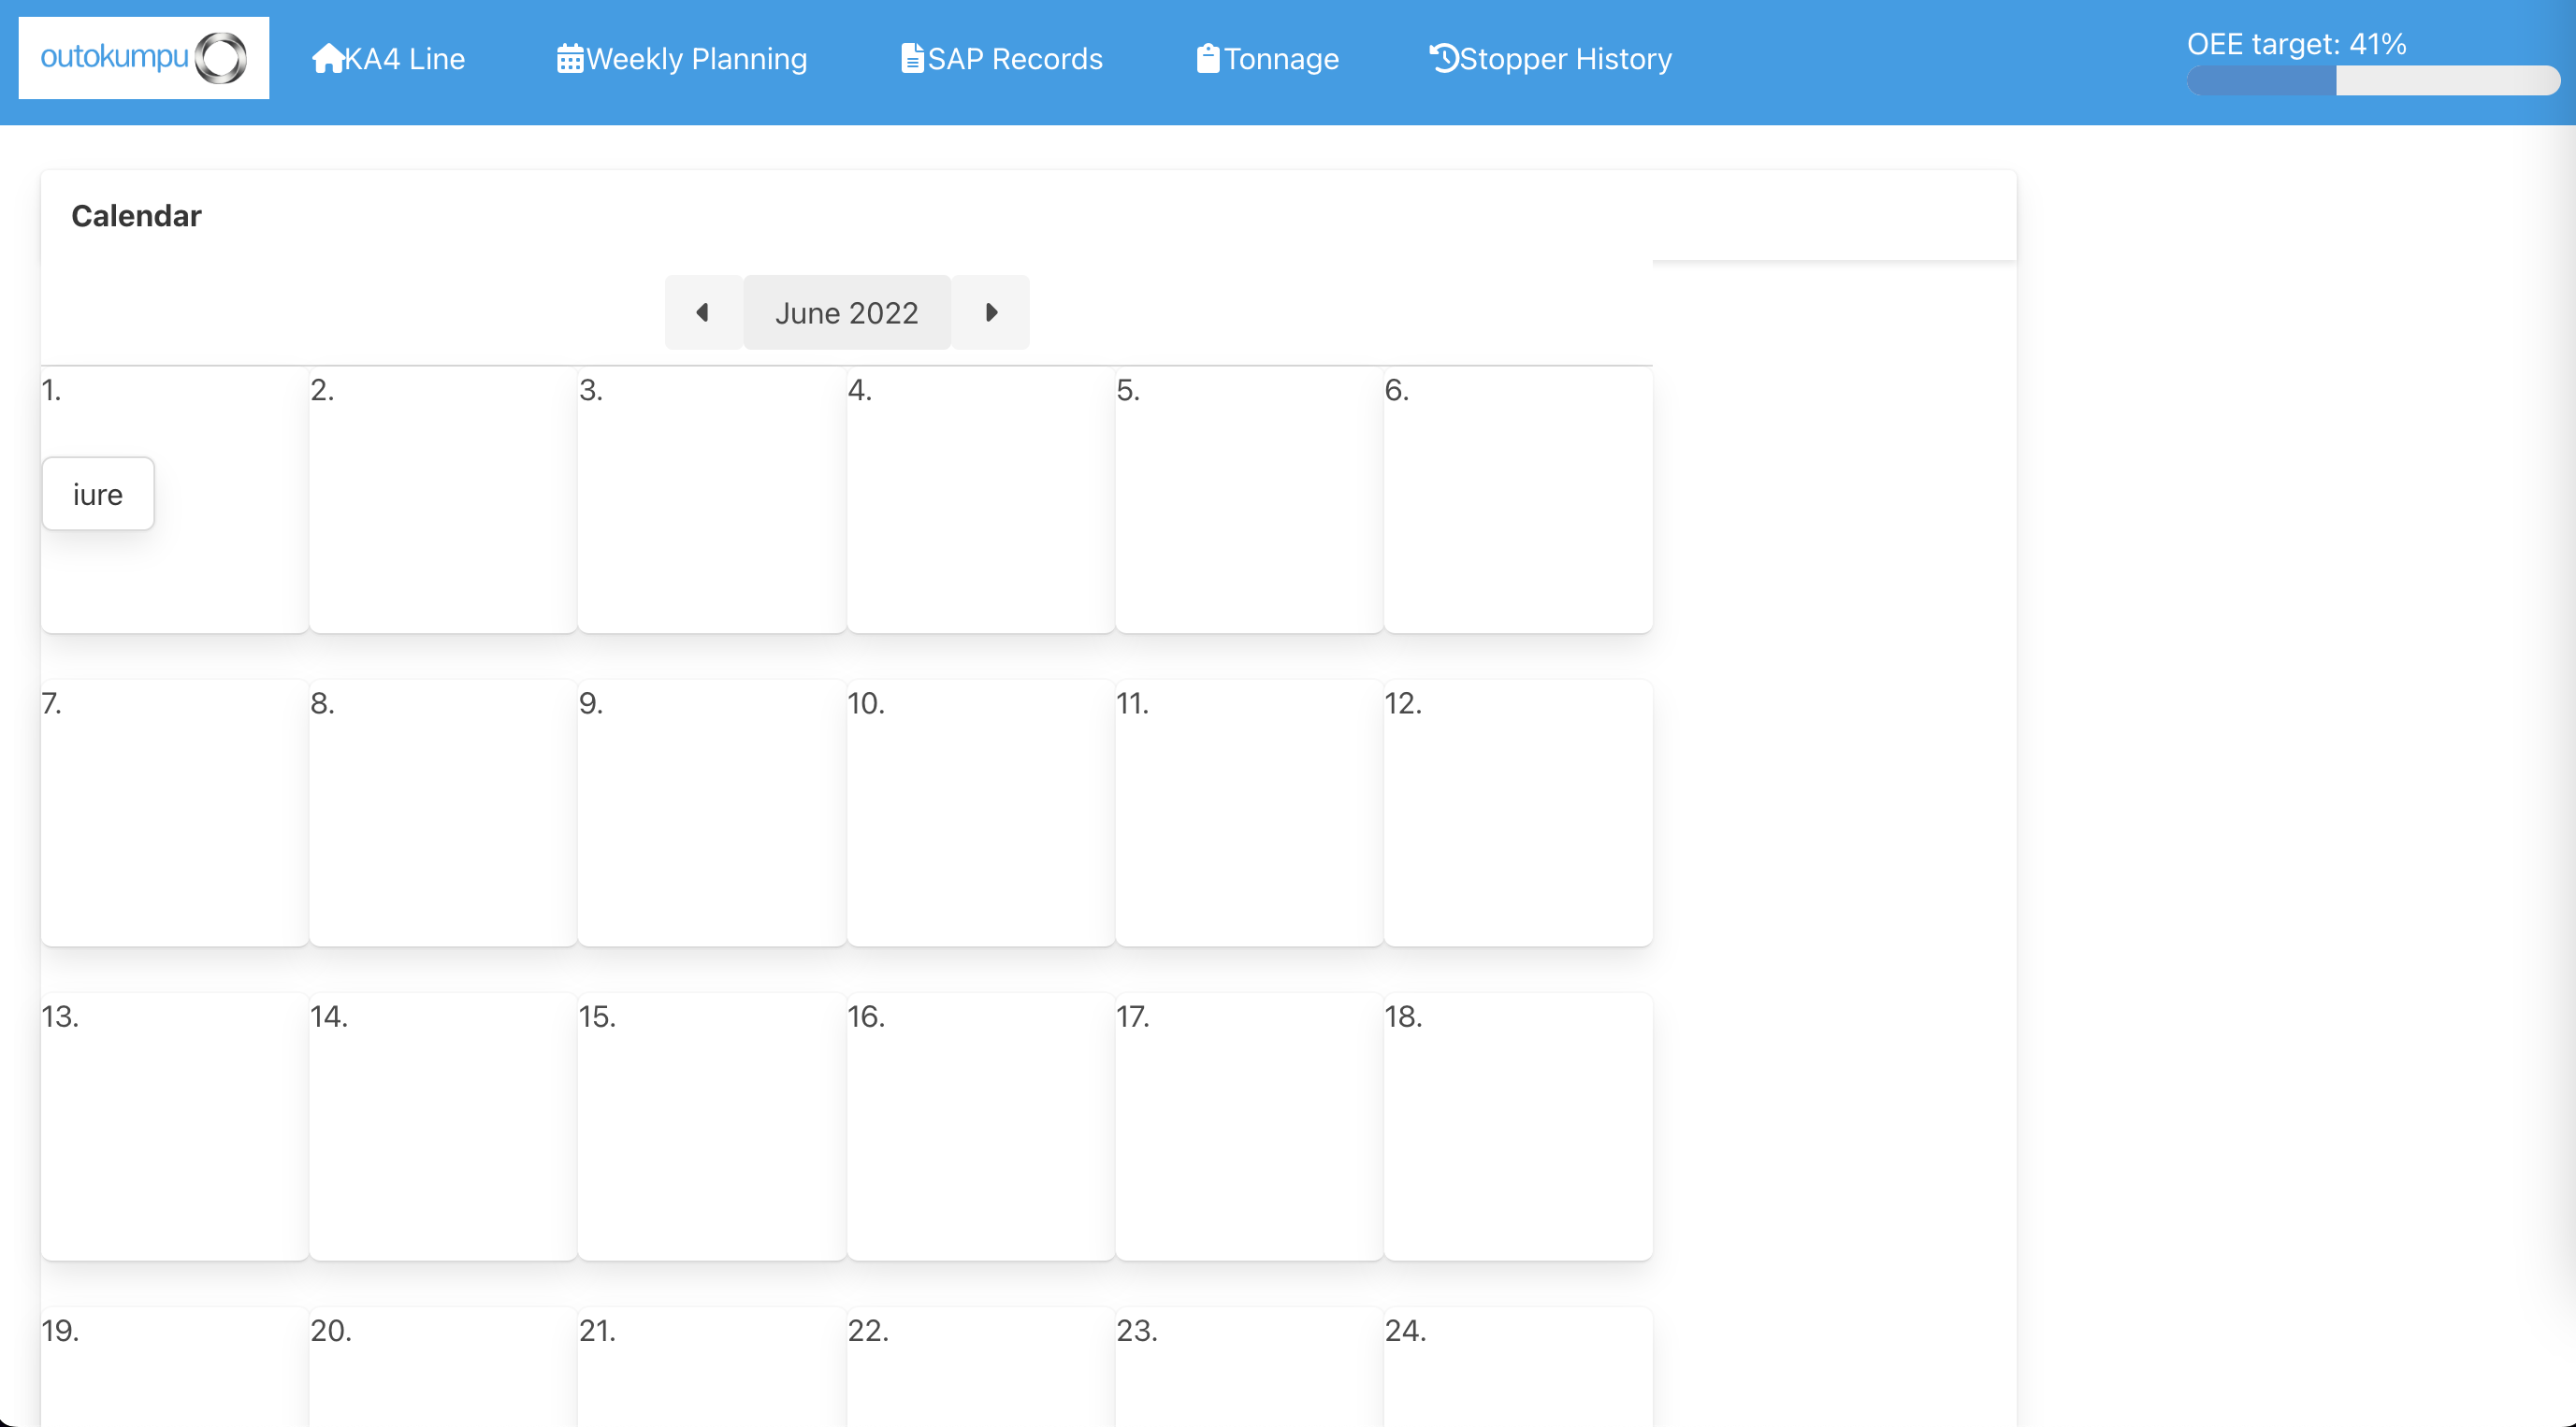 outokumpu
KA4 Line
Weekly Planning
SAP Records
Tonnage
Stopper History
OEE target: 41%
Calendar
June 2022
1.
2.
3.
4.
5.
6.
iure
7.
8.
9.
10.
11.
12.
13.
14.
15.
16.
17.
18.
19.
20.
21.
22.
23.
24.